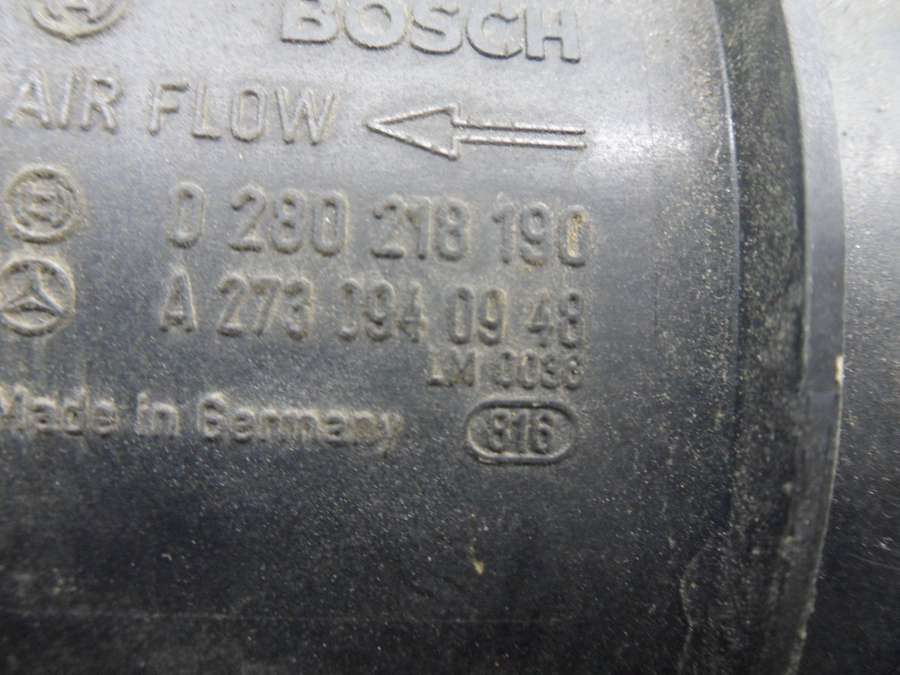 BOSCH
AIR FLOW
0 280 218 190
A 273 094 09 48
LM 0033
Made in Germany
816